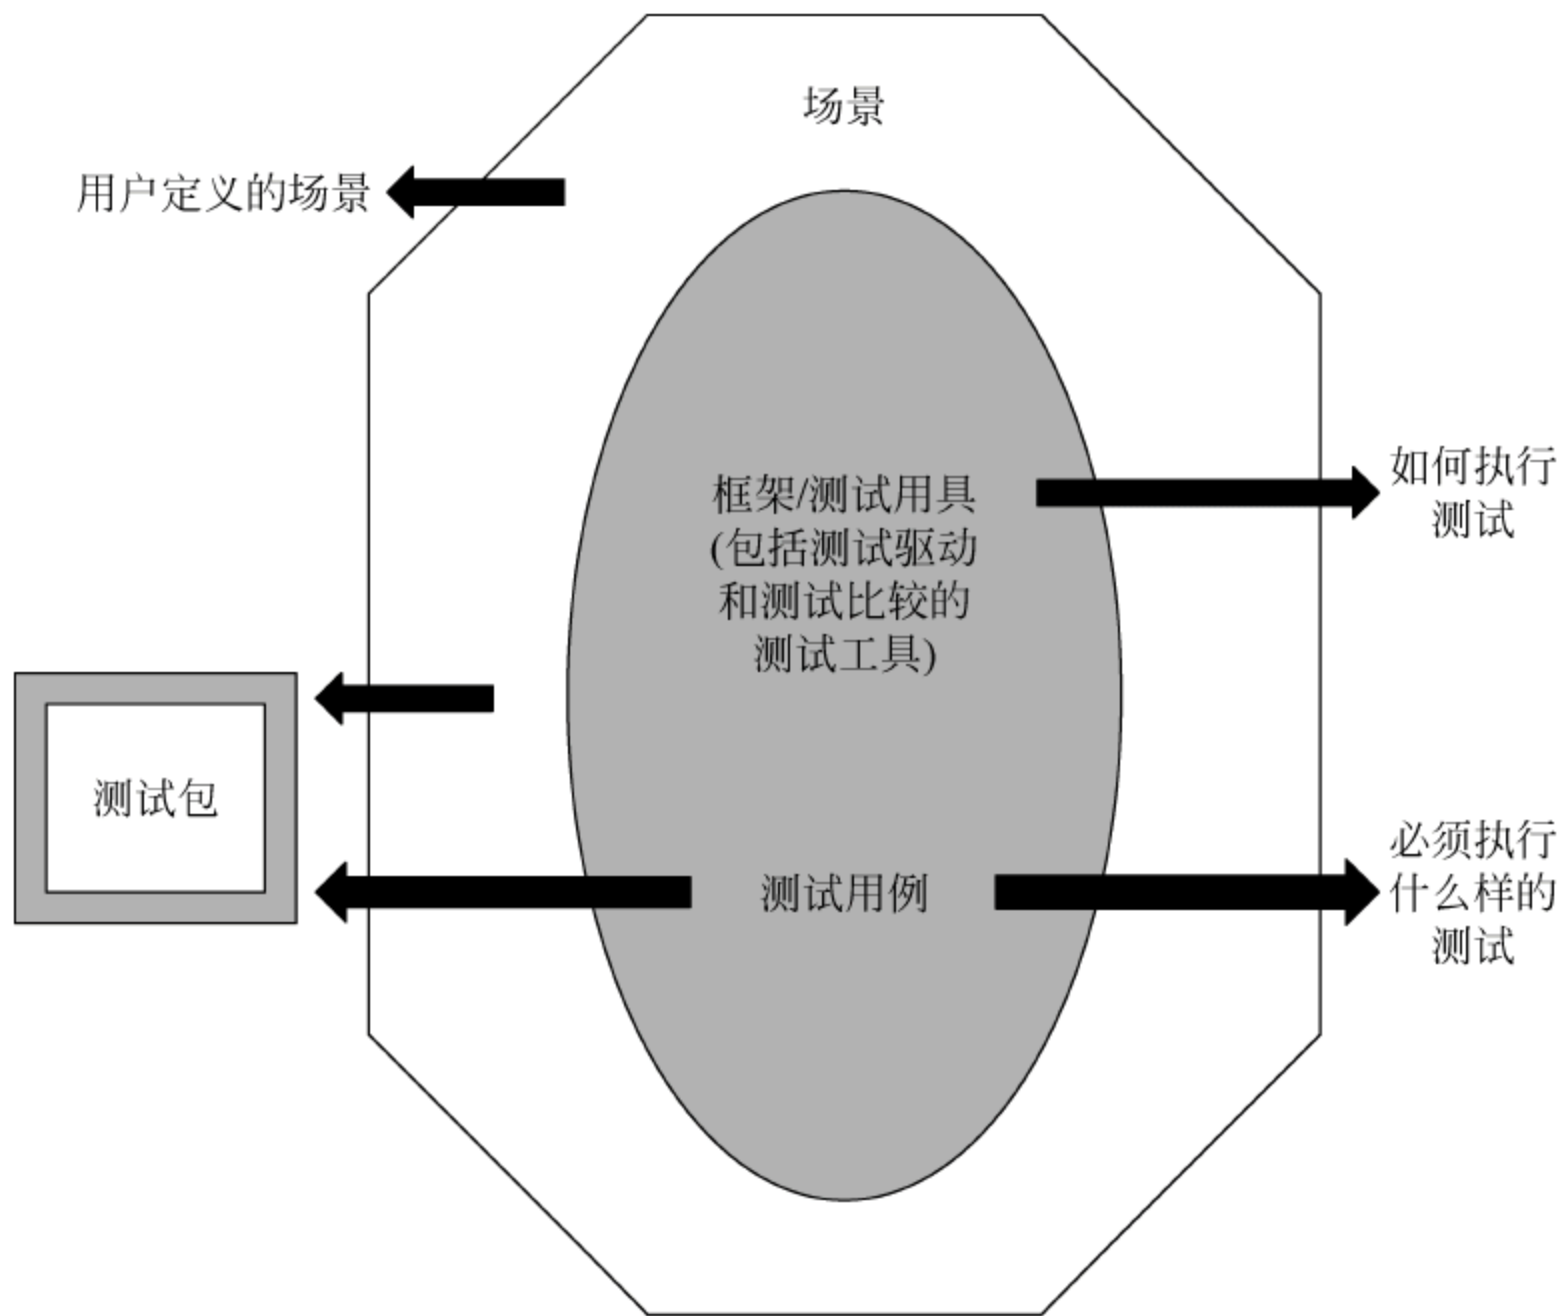 场景
用户定义的场景
框架/测试用具
(包括测试驱动
和测试比较的
测试工具)
如何执行
测试
测试包
测试用例
必须执行
什么样的
测试